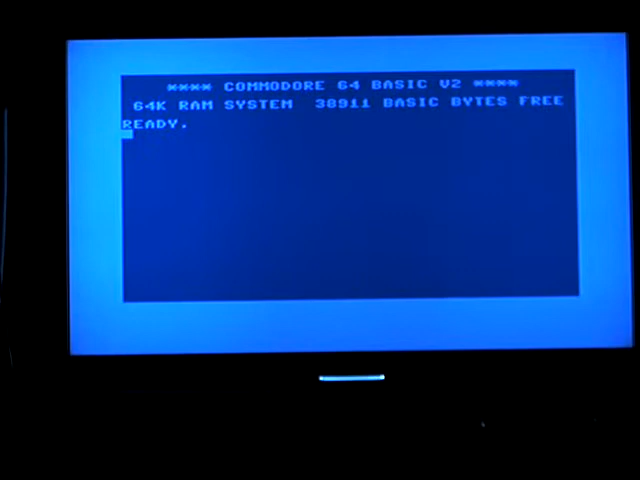 **** COMMODORE 64 BASIC V2 ****
64K RAM SYSTEM  38911 BASIC BYTES FREE
READY.